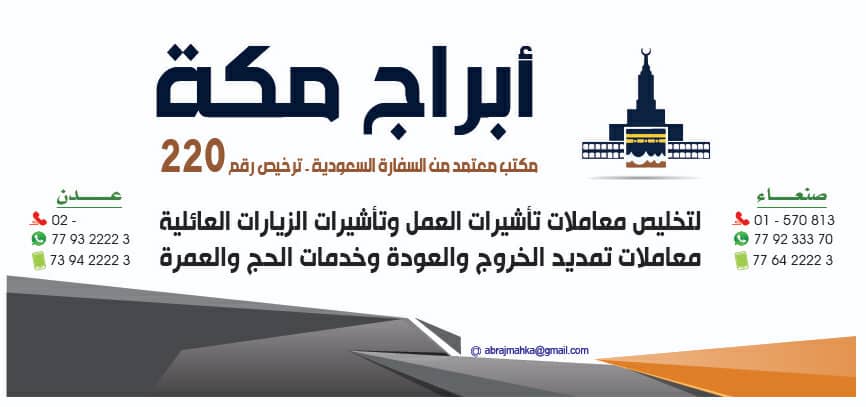 أبراج مكة
مكتب معتمد من السفارة السعودية - ترخيص رقم 220
لتخليص معاملات تأشيرات العمل وتأشيرات الزيارات العائلية
معاملات تمديد الخروج والعودة وخدمات الحج والعمرة
صنعـــاء
01 - 570 813
77 92 333 70
77 64 2222 3
عـــدن
02 -
77 93 2222 3
73 94 2222 3
@ abrajmahka@gmail.com